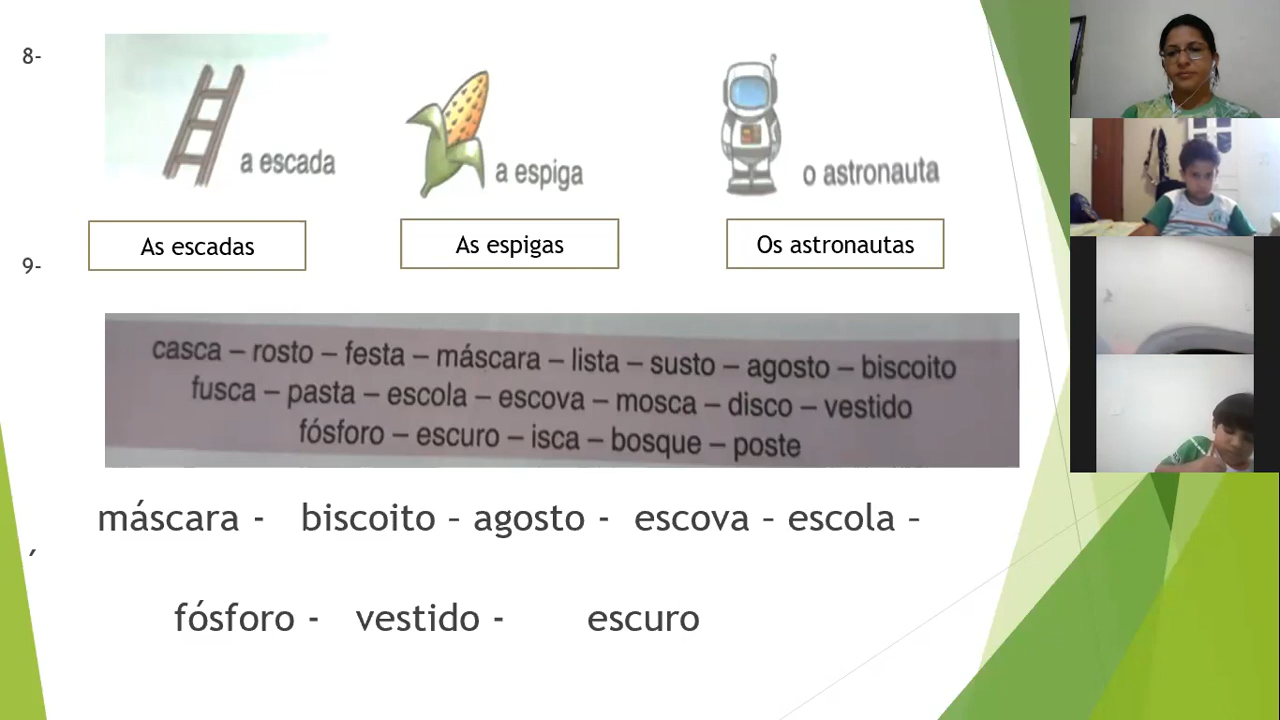 8-
a escada
a espiga
o astronauta
As escadas
As espigas
Os astronautas
9-
casca – rosto – festa – máscara – lista – susto – agosto – biscoito
fusca – pasta – escola – escova – mosca – disco – vestido
fósforo – escuro – isca – bosque – poste
máscara - biscoito – agosto - escova – escola –
´
fósforo - vestido - escuro